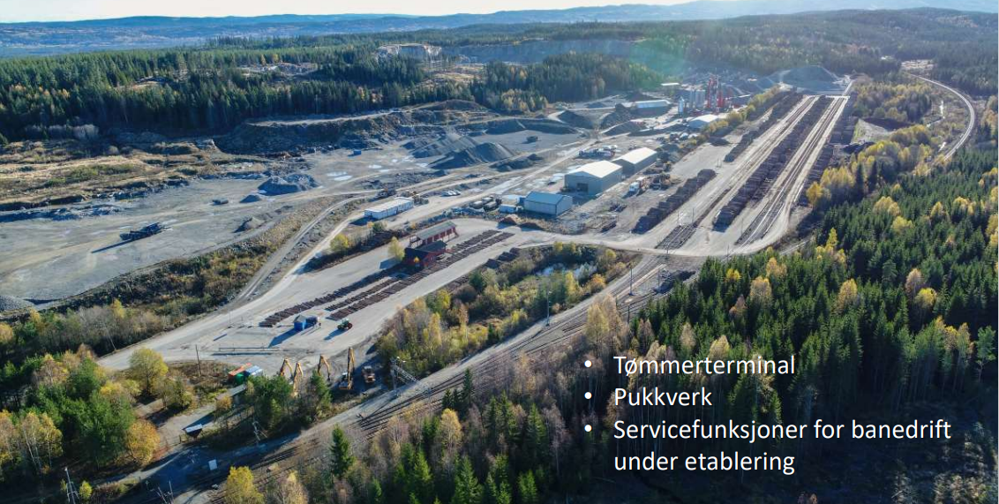 • Tømmerterminal
• Pukkverk
• Servicefunksjoner for banedrift
under etablering